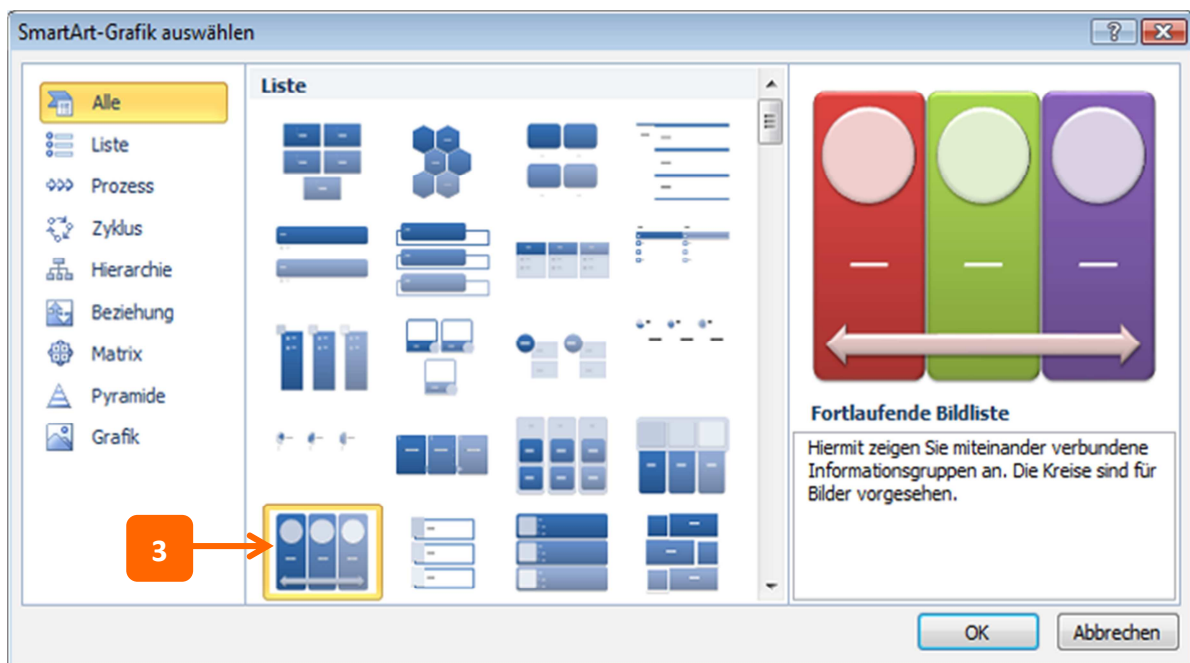 SmartArt-Grafik auswählen
Alle
Liste
Prozess
Zyklus
Hierarchie
Beziehung
Matrix
Pyramide
Grafik
Liste
3
Fortlaufende Bildliste
Hiermit zeigen Sie miteinander verbundene
Informationsgruppen an. Die Kreise sind für
Bilder vorgesehen.
OK
Abbrechen